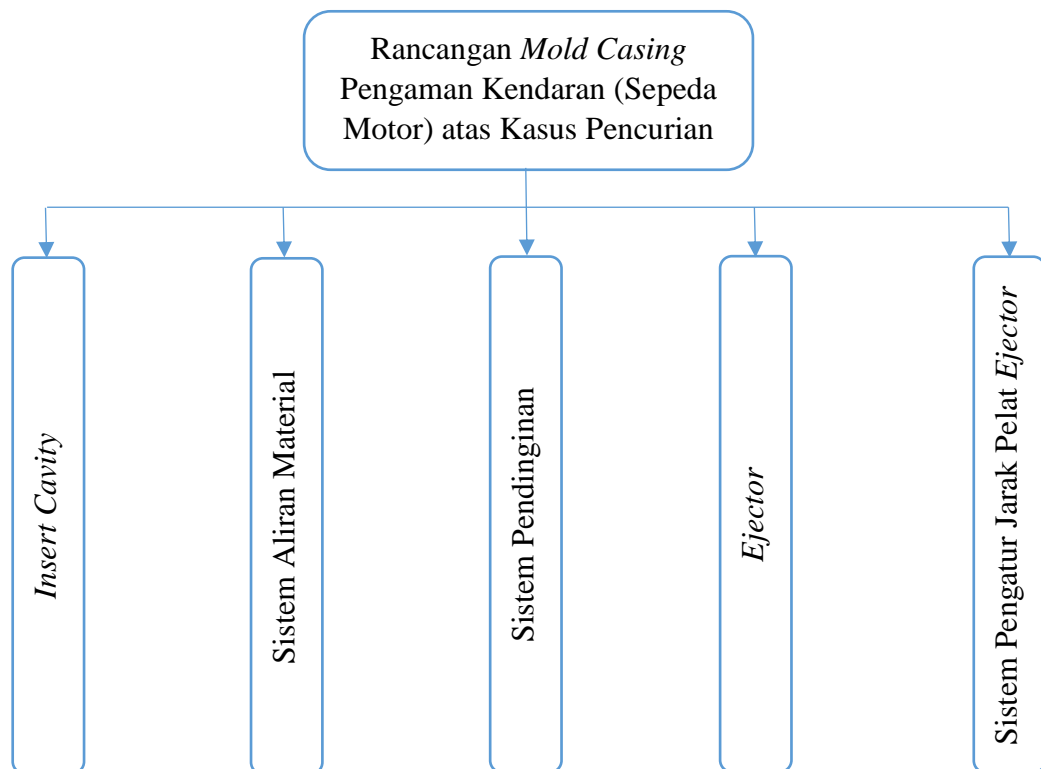 Rancangan Mold Casing
Pengaman Kendaran (Sepeda
Motor) atas Kasus Pencurian
Insert Cavity
Sistem Aliran Material
Sistem Pendinginan
Ejector
Sistem Pengatur Jarak Pelat Ejector